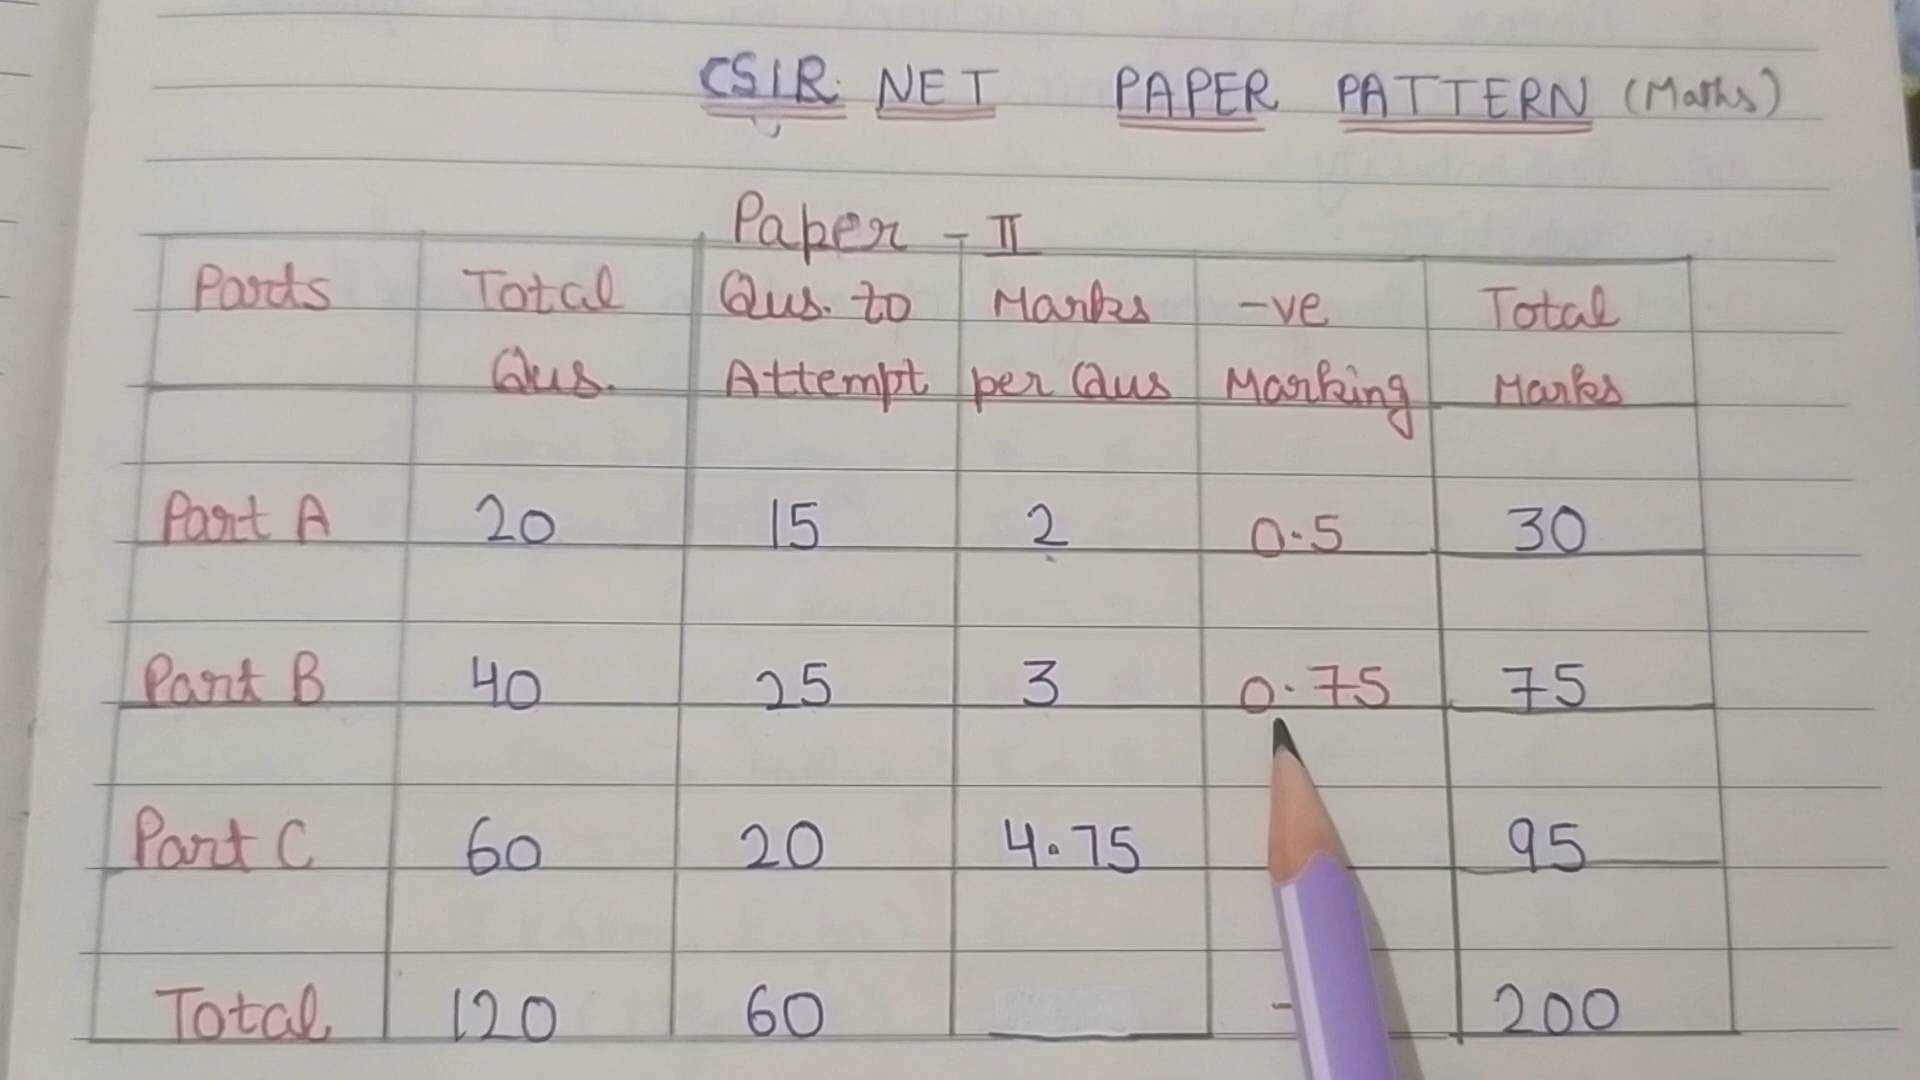 CSIR NET PAPER PATTERN (Maths)
Paper - II
Parts Total Qus. Qus. to Attempt Marks per Qus -ve Marking Total Marks
Part A 20 15 2 0.5 30
Part B 40 25 3 0.75 75
Part C 60 20 4.75 95
Total 120 60 - 200